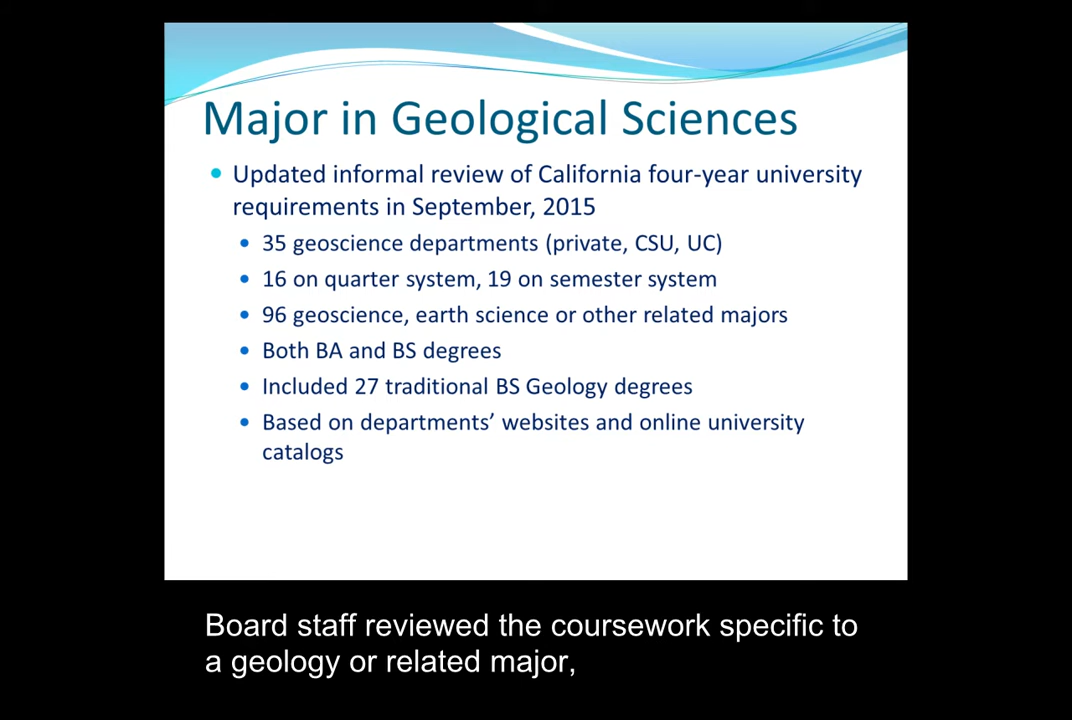 Major in Geological Sciences
• Updated informal review of California four-year university
requirements in September, 2015
• 35 geoscience departments (private, CSU, UC)
• 16 on quarter system, 19 on semester system
• 96 geoscience, earth science or other related majors
• Both BA and BS degrees
• Included 27 traditional BS Geology degrees
• Based on departments’ websites and online university
catalogs
Board staff reviewed the coursework specific to
a geology or related major,